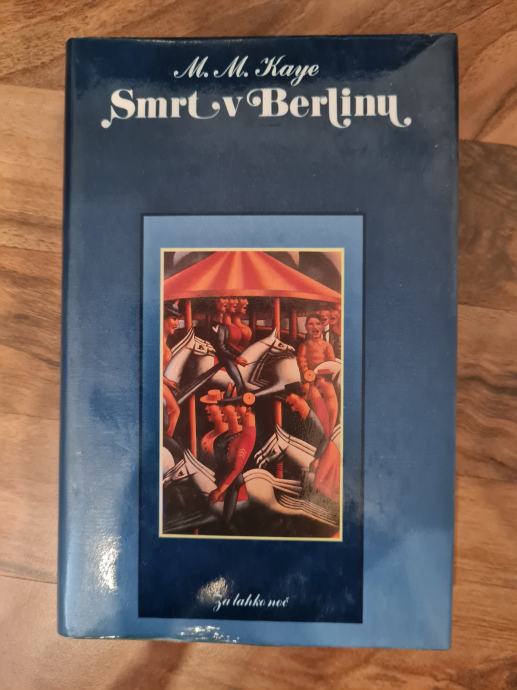 M. M. Kaye
Smrt v Berlinu
Za lahko noč